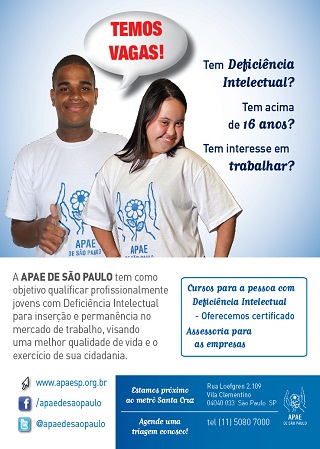 TEMOS
VAGAS!
Tem Deficiência
Intelectual?
Tem acima
de 16 anos?
Tem interesse em
trabalhar?
APAE
APAE
A APAE DE SÃO PAULO tem como
objetivo qualificar profissionalmente
jovens com Deficiência Intelectual
para inserção e permanência no
mercado de trabalho, visando
uma melhor qualidade de vida e o
exercício de sua cidadania.
Cursos para a pessoa com
Deficiência Intelectual
- Oferecemos certificado
Assessoria para
as empresas
www.apaesp.org.br
/apaedesaopaulo
@apaedesaopaulo
Estamos próximo
ao metrô Santa Cruz
Agende uma
triagem conosco!
Rua Loefgren 2.109
Vila Clementino
04040 033 São Paulo SP
tel (11) 5080 7000
APAE
DE SÃO PAULO